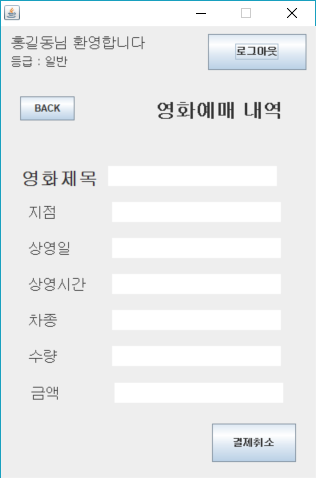 홍길동님 환영합니다
로그아웃
등급 : 일반
BACK
영화예매 내역
영화제목
지점
상영일
상영시간
차종
수량
금액
결제취소